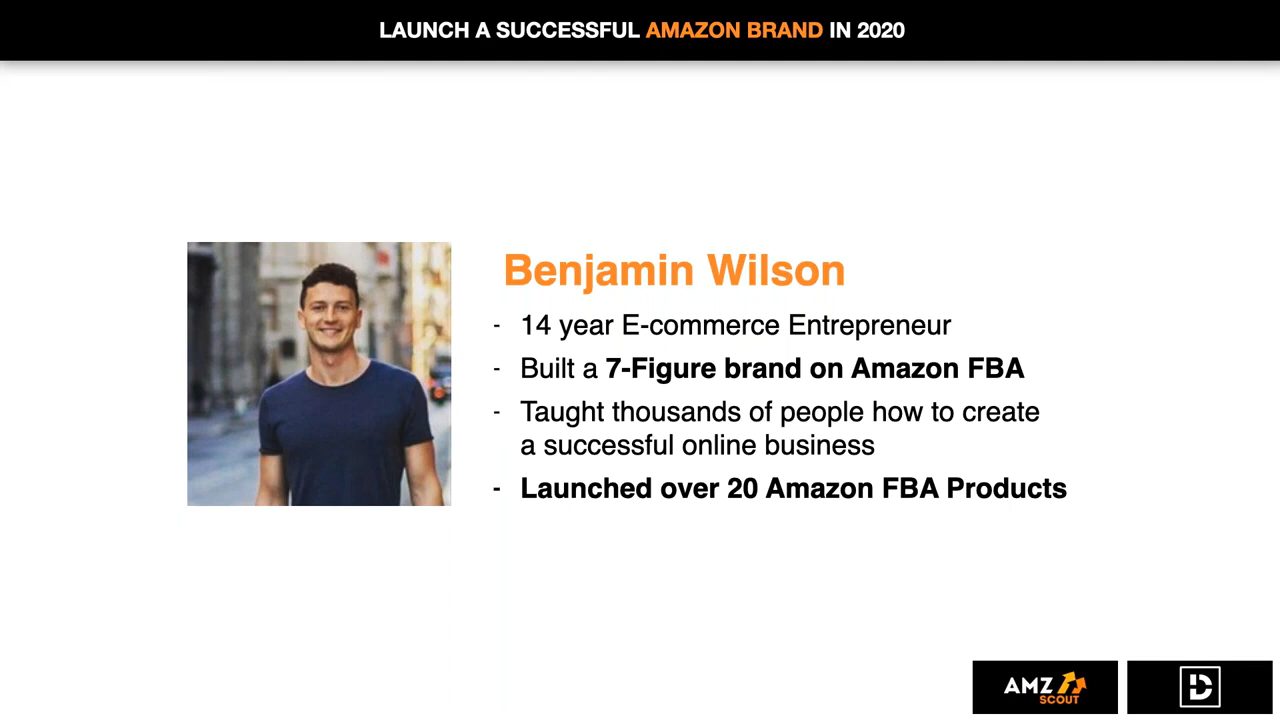 LAUNCH A SUCCESSFUL AMAZON BRAND IN 2020
Benjamin Wilson
- 14 year E-commerce Entrepreneur
- Built a 7-Figure brand on Amazon FBA
- Taught thousands of people how to create
a successful online business
- Launched over 20 Amazon FBA Products
AMZ
SCOUT
D